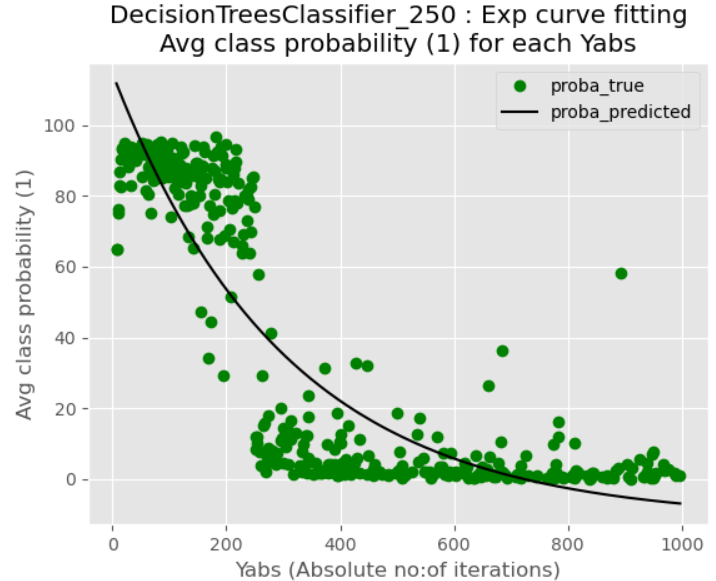 DecisionTreesClassifier_250 : Exp curve fitting
Avg class probability (1) for each Yabs
proba_true
proba_predicted
100
80
60
40
20
0
Avg class probability (1)
0 200 400 600 800 1000
Yabs (Absolute no:of iterations)